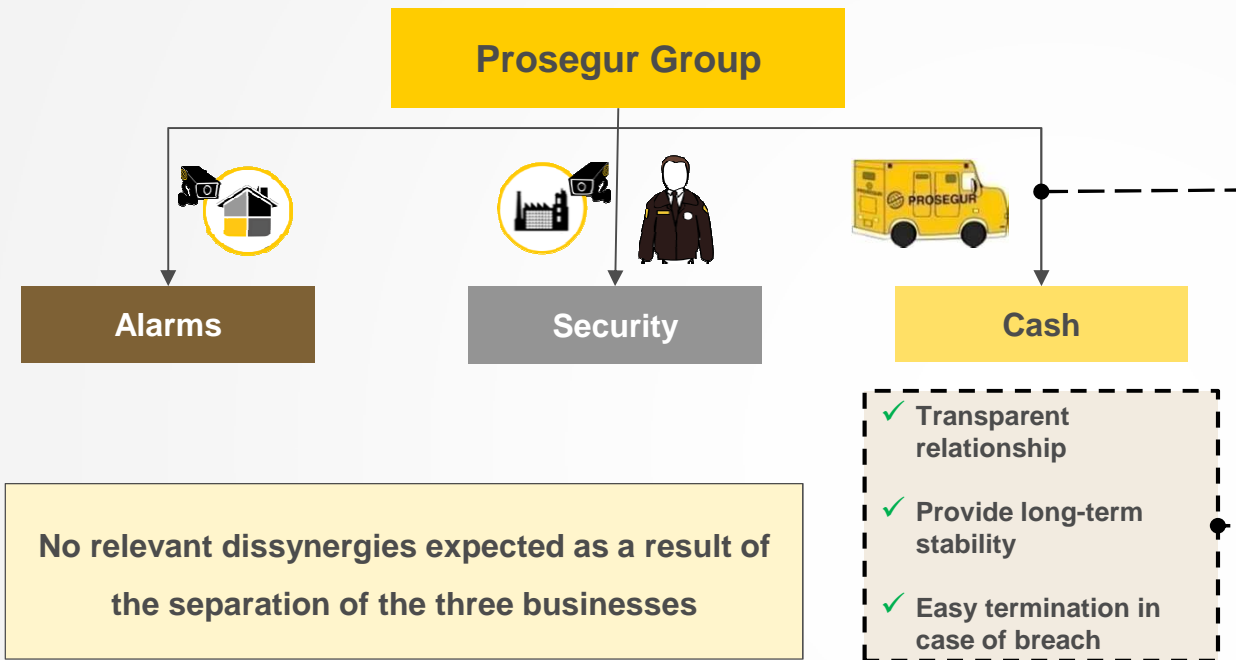 Prosegur Group
PROSEGUR
Alarms
Security
Cash
✓ Transparent
relationship
✓ Provide long-term
stability
✓ Easy termination in
case of breach
No relevant dissynergies expected as a result of
the separation of the three businesses